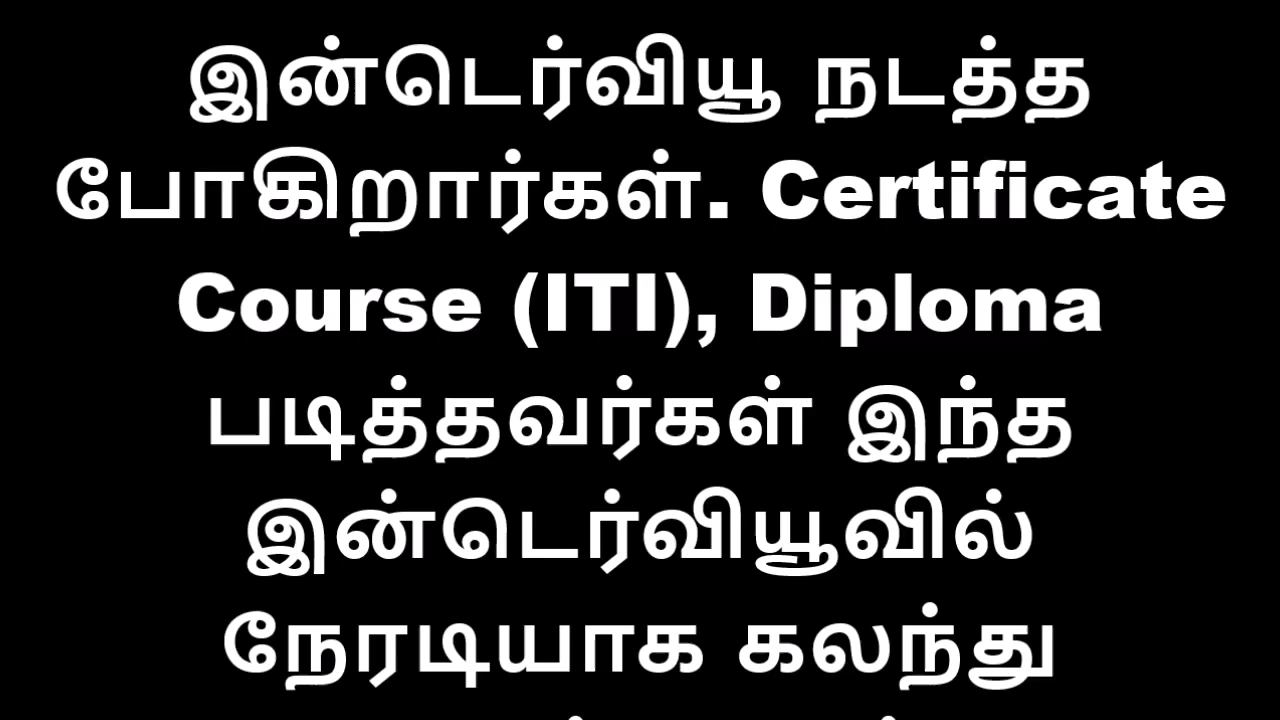 இன்டெர்வியூ நடத்த
போகிறார்கள். Certificate
Course (ITI), Diploma
படித்தவர்கள் இந்த
இன்டெர்வியூவில்
நேரடியாக கலந்து